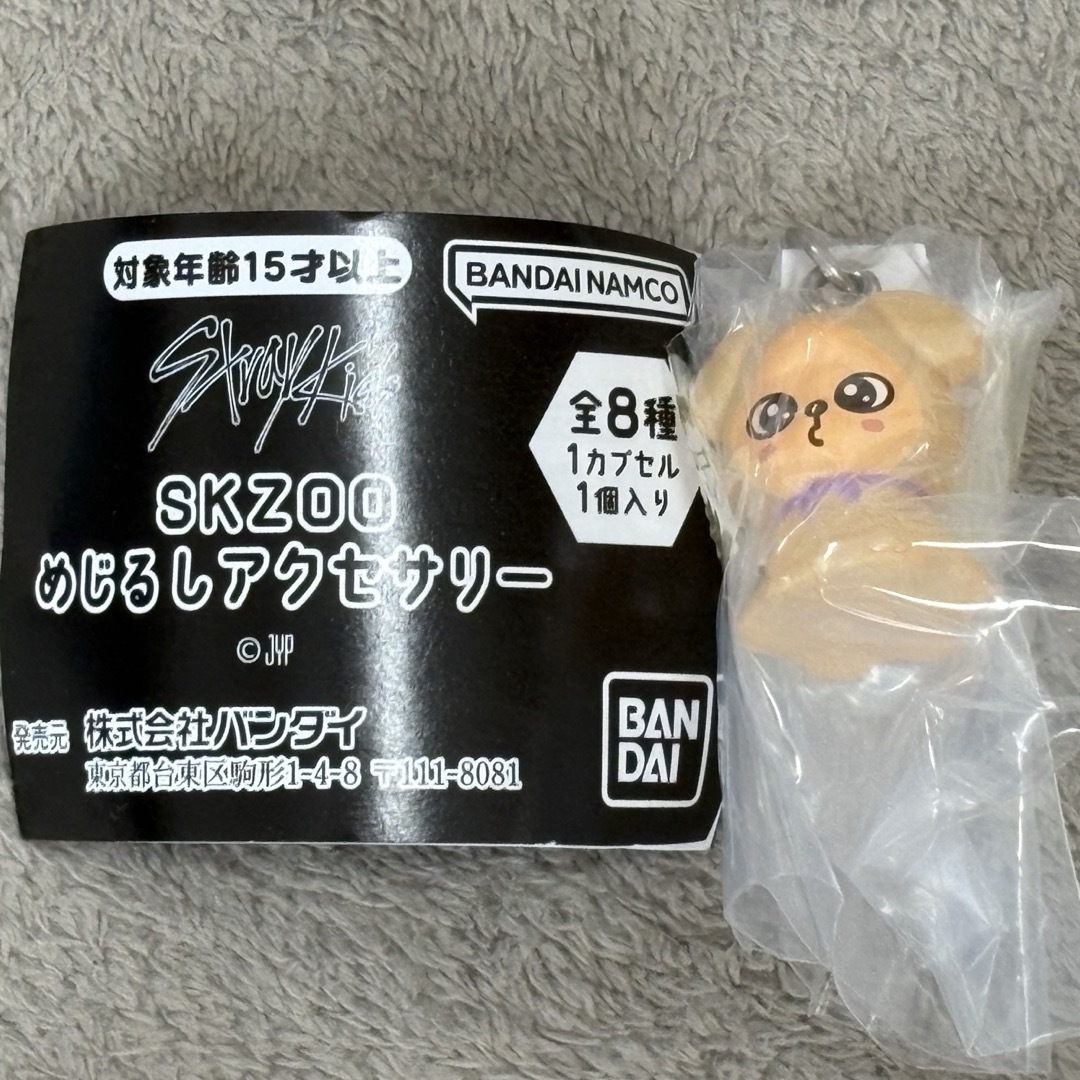 対象年齢15才以上
BANDAI NAMCO
Stray Kids
全8種
1カプセル
1個入り
SKZOO
めじるしアクセサリー
© JYP
発売元 株式会社バンダイ
東京都台東区駒形1-4-8 〒111-8081
BAN
DAI